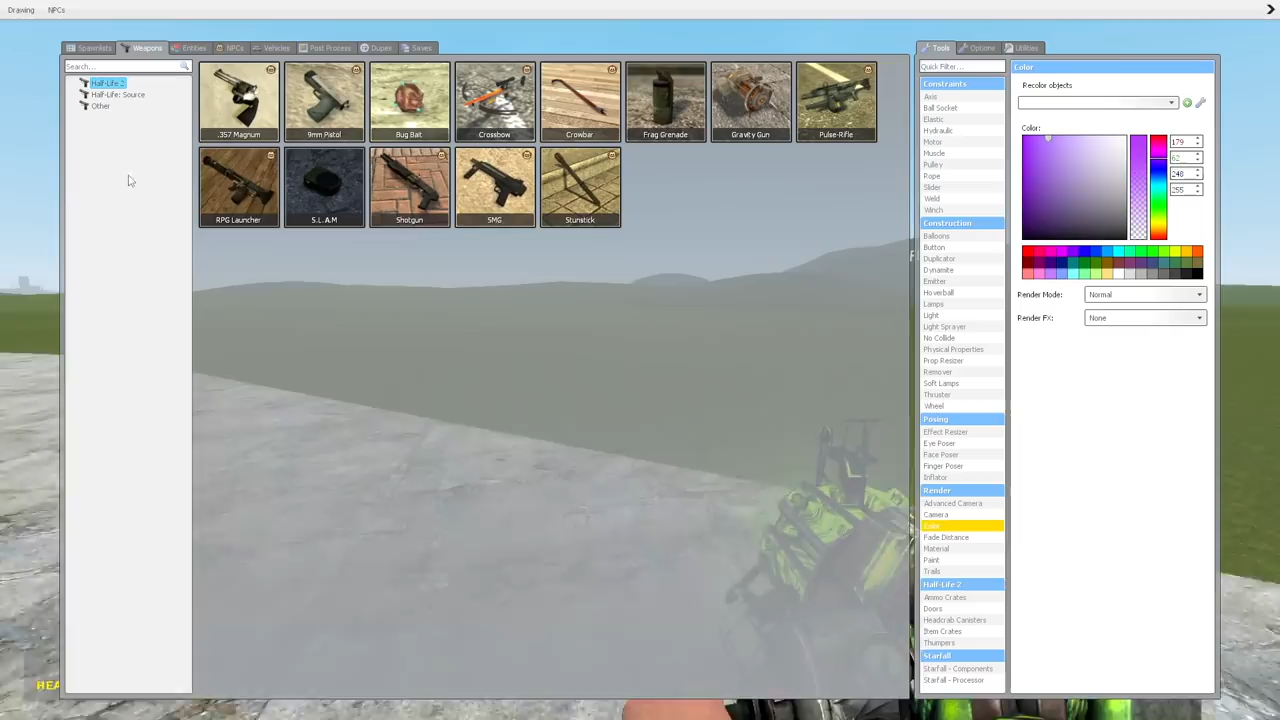 Drawing NPCs
Spawnlists Weapons Entities NPCs Vehicles Post Process Dupes Saves
Search...
Half-Life 2
Half-Life: Source
Other
.357 Magnum 9mm Pistol Bug Bait Crossbow Crowbar Frag Grenade Gravity Gun Pulse-Rifle
RPG Launcher S.L.A.M Shotgun SMG Stunstick
Tools Options Utilities
Quick Filter...
Constraints
Axis
Ball Socket
Elastic
Hydraulic
Motor
Muscle
Pulley
Rope
Slider
Weld
Winch
Construction
Balloons
Button
Duplicator
Dynamite
Emitter
Hoverball
Lamps
Light
Light Sprayer
No Collide
Physical Properties
Prop Resizer
Remover
Soft Lamps
Thruster
Wheel
Posing
Effect Resizer
Eye Poser
Face Poser
Finger Poser
Inflator
Render
Advanced Camera
Camera
Color
Fade Distance
Material
Paint
Trails
Half-Life 2
Ammo Crates
Doors
Headcrab Canisters
Item Crates
Thumpers
Starfall
Starfall - Components
Starfall - Processor
Color
Recolor objects
Color:
179
62
248
255
Render Mode: Normal
Render FX: None